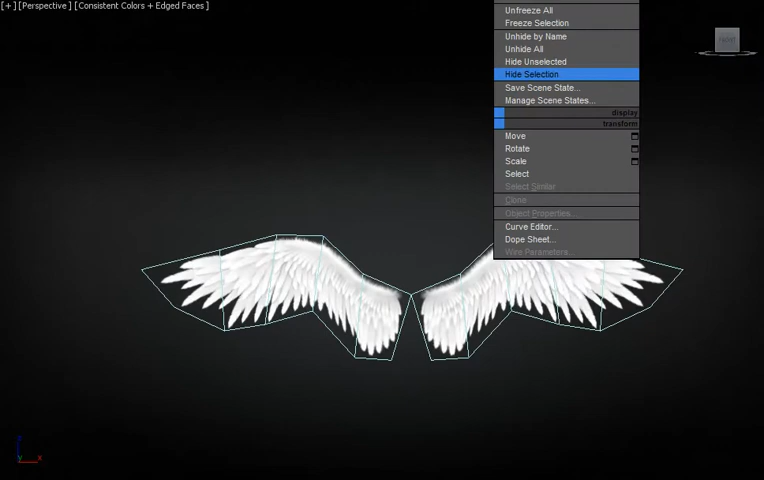 [+][Perspective][Consistent Colors + Edged Faces]
Unfreeze All
Freeze Selection
Unhide by Name
Unhide All
Hide Unselected
Hide Selection
Save Scene State...
Manage Scene States...
display
transform
Move
Rotate
Scale
Select
Select Similar
Clone
Object Properties...
Curve Editor...
Dope Sheet...
Wire Parameters...
FRONT
z
y
x